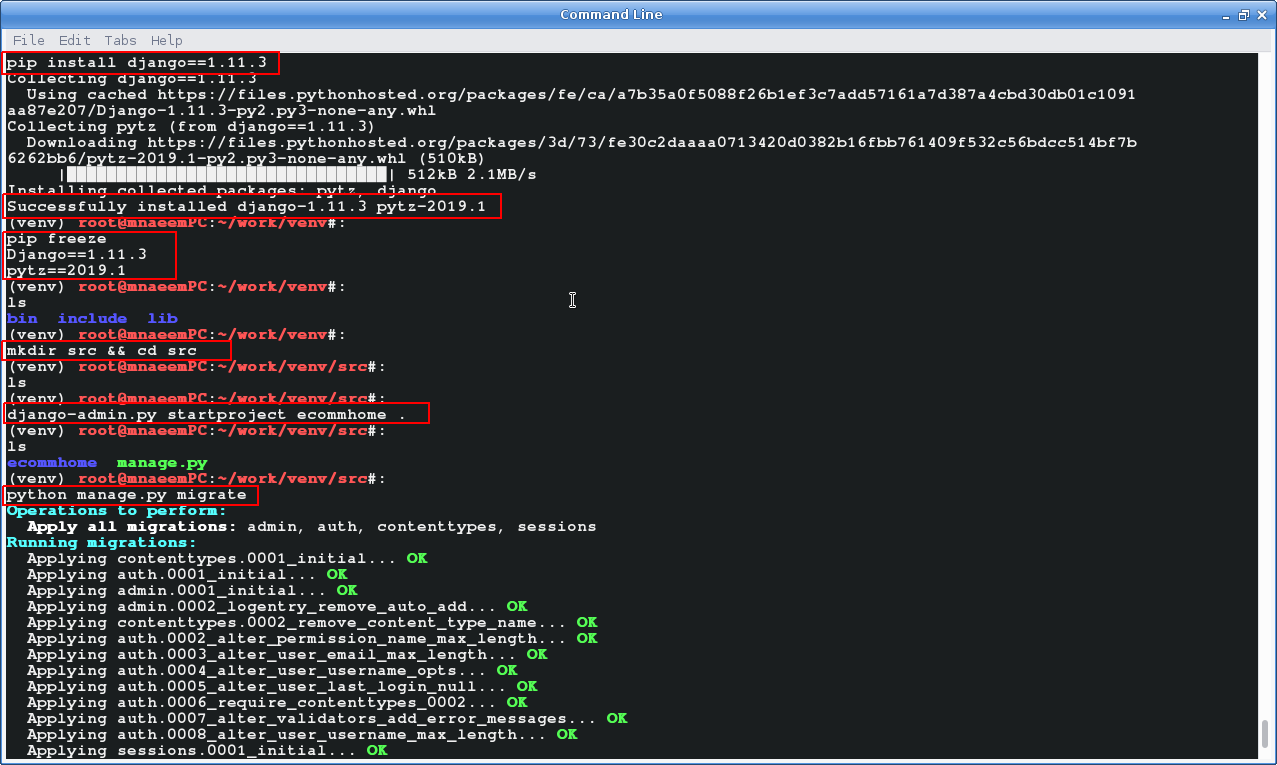 Command Line
File Edit Tabs Help
pip install django==1.11.3
Collecting django==1.11.3
  Using cached https://files.pythonhosted.org/packages/fe/ca/a7b35a0f5088f26b1ef3c7add57161a7d387a4cbd30db01c1091
aa87e207/Django-1.11.3-py2.py3-none-any.whl
Collecting pytz (from django==1.11.3)
  Downloading https://files.pythonhosted.org/packages/3d/73/fe30c2daaaa0713420d0382b16fbb761409f532c56bdcc514bf7b
6262bb6/pytz-2019.1-py2.py3-none-any.whl (510kB)
     |████████████████████████████████| 512kB 2.1MB/s
Installing collected packages: pytz, django
Successfully installed django-1.11.3 pytz-2019.1
(venv) root@mnaeemPC:~/work/venv#:
pip freeze
Django==1.11.3
pytz==2019.1
(venv) root@mnaeemPC:~/work/venv#:
ls
bin  include  lib
(venv) root@mnaeemPC:~/work/venv#:
mkdir src && cd src
(venv) root@mnaeemPC:~/work/venv/src#:
ls
(venv) root@mnaeemPC:~/work/venv/src#:
django-admin.py startproject ecommhome .
(venv) root@mnaeemPC:~/work/venv/src#:
ls
ecommhome  manage.py
(venv) root@mnaeemPC:~/work/venv/src#:
python manage.py migrate
Operations to perform:
  Apply all migrations: admin, auth, contenttypes, sessions
Running migrations:
  Applying contenttypes.0001_initial... OK
  Applying auth.0001_initial... OK
  Applying admin.0001_initial... OK
  Applying admin.0002_logentry_remove_auto_add... OK
  Applying contenttypes.0002_remove_content_type_name... OK
  Applying auth.0002_alter_permission_name_max_length... OK
  Applying auth.0003_alter_user_email_max_length... OK
  Applying auth.0004_alter_user_username_opts... OK
  Applying auth.0005_alter_user_last_login_null... OK
  Applying auth.0006_require_contenttypes_0002... OK
  Applying auth.0007_alter_validators_add_error_messages... OK
  Applying auth.0008_alter_user_username_max_length... OK
  Applying sessions.0001_initial... OK